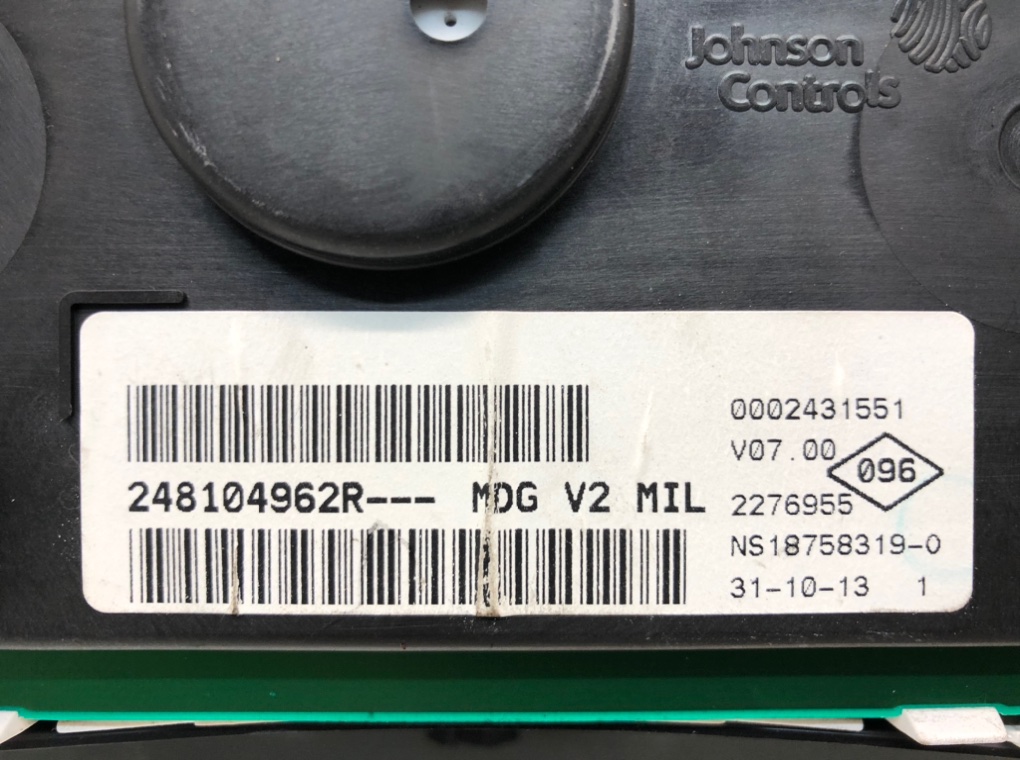 Johnson
Controls
248104962R--- MDG V2 MIL
0002431551
V07.00
096
2276955
NS18758319-0
31-10-13 1